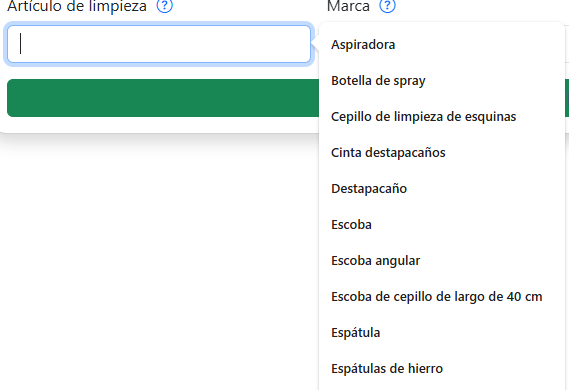 Artículo de limpieza ?
Marca ?
Aspiradora
Botella de spray
Cepillo de limpieza de esquinas
Cinta destapacaños
Destapacaño
Escoba
Escoba angular
Escoba de cepillo de largo de 40 cm
Espátula
Espátulas de hierro